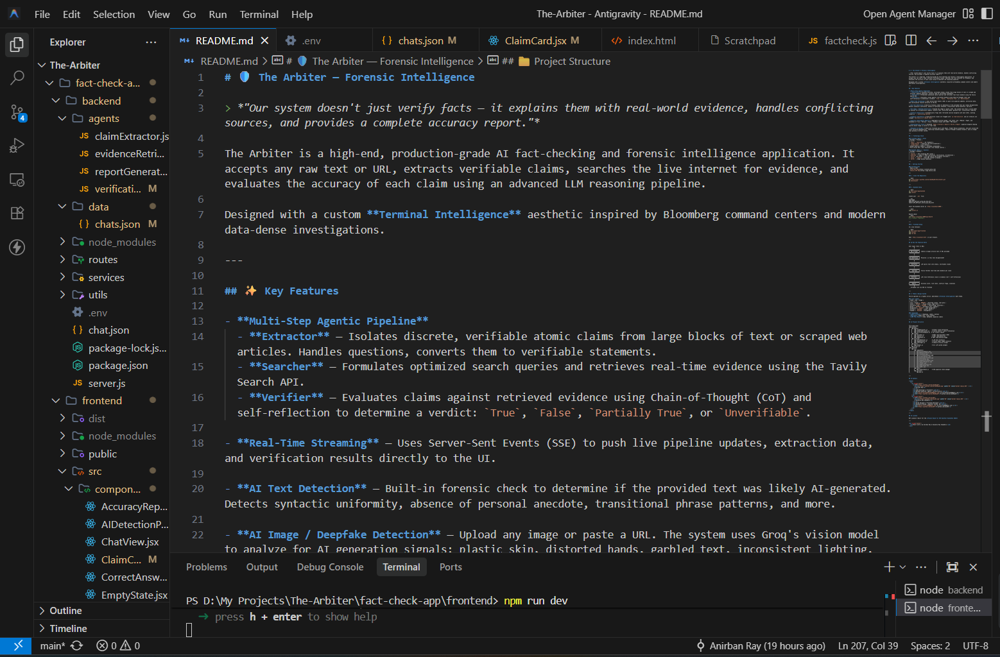 File Edit Selection View Go Run Terminal Help
The-Arbiter - Antigravity - README.md
Open Agent Manager
Explorer
The-Arbiter
fact-check-a...
backend
agents
JS claimExtractor.js
JS evidenceRetri...
JS reportGenerat...
JS verificati... M
data
{ } chats.json M
node_modules
routes
services
utils
.env
{ } chat.json
package-lock.js...
package.json
JS server.js
frontend
dist
node_modules
public
src
compon...
AccuracyRep...
AIDetectionP...
ChatView.jsx
ClaimC... M
CorrectAnsw...
EmptyState.jsx
Outline
Timeline
4
README.md
.env
{ } chats.json M
ClaimCard.jsx M
index.html
Scratchpad
JS factcheck.js
README.md > # The Arbiter — Forensic Intelligence > ## Project Structure
1 # The Arbiter — Forensic Intelligence
2
3 > *"Our system doesn't just verify facts — it explains them with real-world evidence, handles conflicting
sources, and provides a complete accuracy report."*
4
5 The Arbiter is a high-end, production-grade AI fact-checking and forensic intelligence application. It
accepts any raw text or URL, extracts verifiable claims, searches the live internet for evidence, and
evaluates the accuracy of each claim using an advanced LLM reasoning pipeline.
6
7 Designed with a custom **Terminal Intelligence** aesthetic inspired by Bloomberg command centers and modern
data-dense investigations.
8
9 ---
10
11 ## ✨ Key Features
12
13 - **Multi-Step Agentic Pipeline**
14 - **Extractor** — Isolates discrete, verifiable atomic claims from large blocks of text or scraped web
articles. Handles questions, converts them to verifiable statements.
15 - **Searcher** — Formulates optimized search queries and retrieves real-time evidence using the Tavily
Search API.
16 - **Verifier** — Evaluates claims against retrieved evidence using Chain-of-Thought (CoT) and
self-reflection to determine a verdict: `True`, `False`, `Partially True`, or `Unverifiable`.
17
18 - **Real-Time Streaming** — Uses Server-Sent Events (SSE) to push live pipeline updates, extraction data,
and verification results directly to the UI.
19
20 - **AI Text Detection** — Built-in forensic check to determine if the provided text was likely AI-generated.
Detects syntactic uniformity, absence of personal anecdote, transitional phrase patterns, and more.
21
22 - **AI Image / Deepfake Detection** — Upload any image or paste a URL. The system uses Groq's vision model
to analyze for AI generation signals: plastic skin, distorted hands, garbled text, inconsistent lighting,
Problems Output Debug Console Terminal Ports
PS D:\My Projects\The-Arbiter\fact-check-app\frontend> npm run dev
→ press h + enter to show help
node backend
node fronte...
main* 0 0
Anirban Ray (19 hours ago) Ln 207, Col 39 Spaces: 2 UTF-8